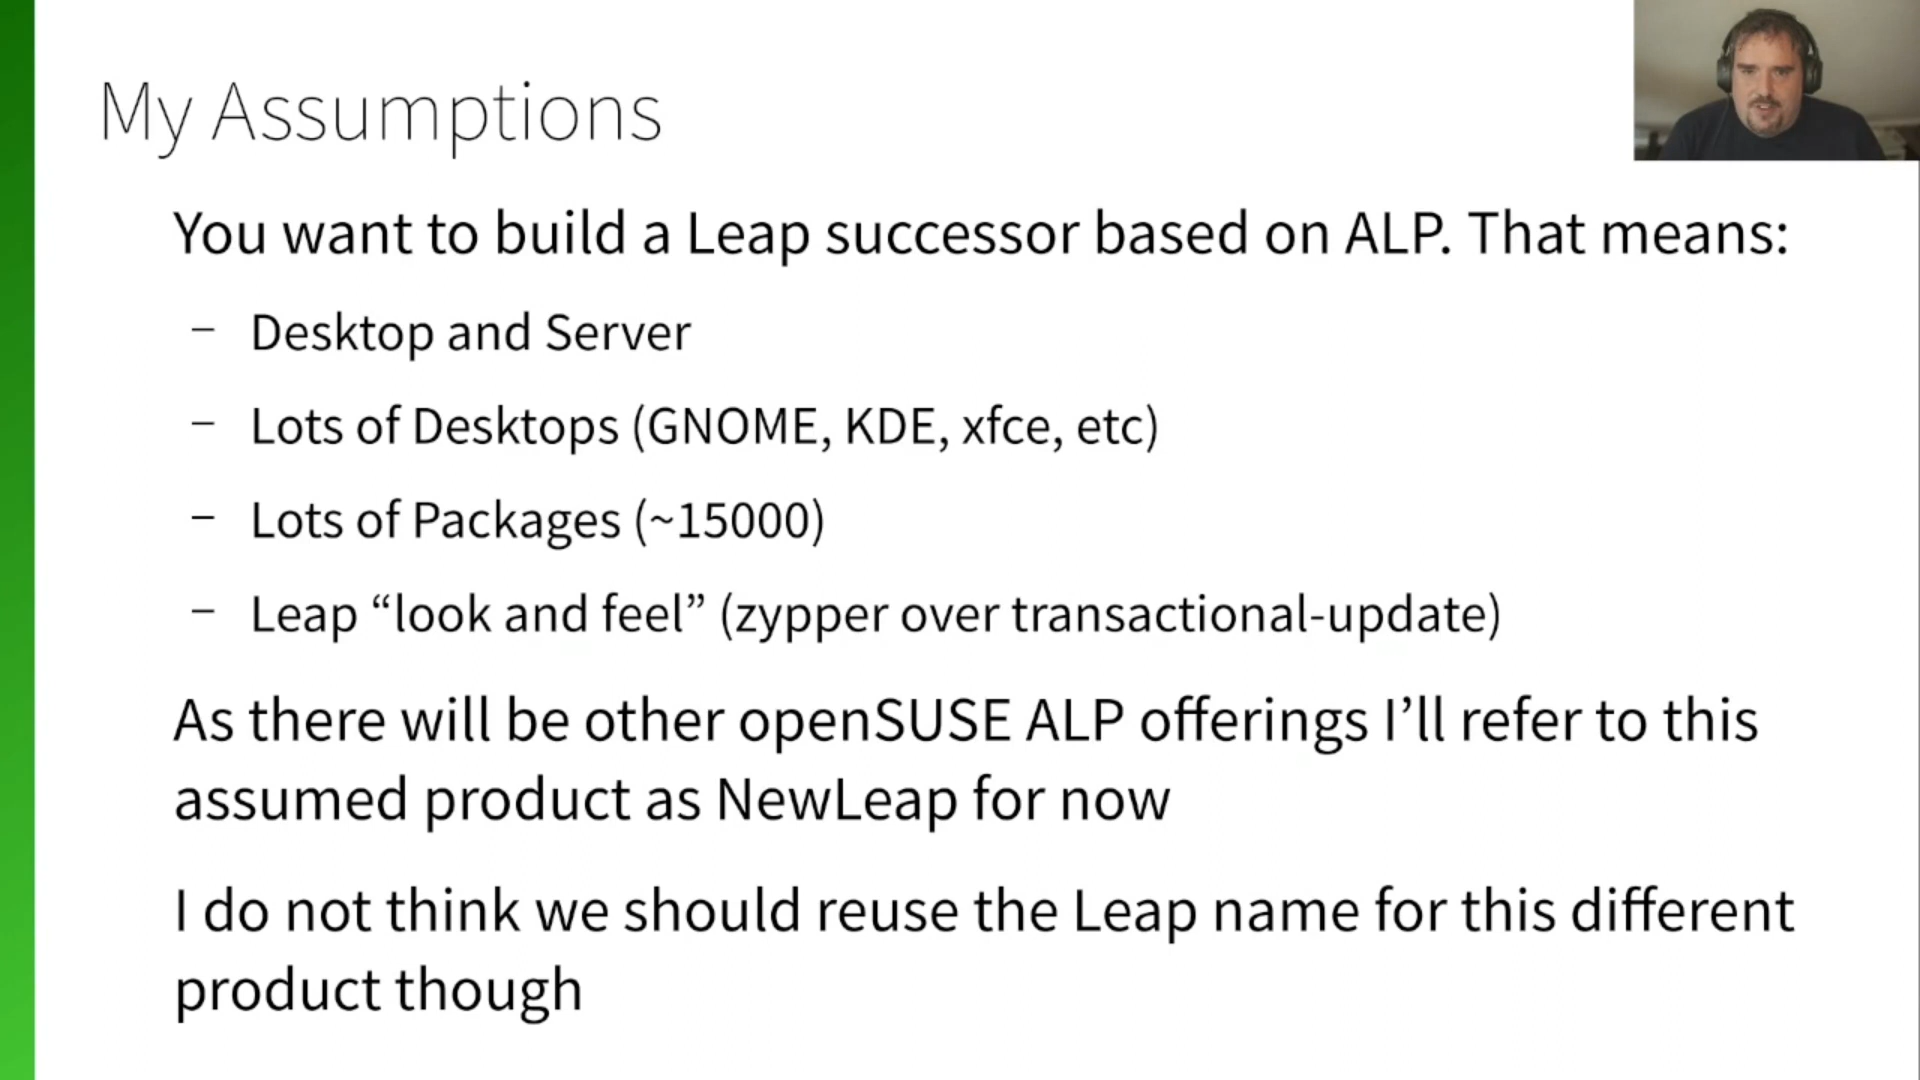 My Assumptions
You want to build a Leap successor based on ALP. That means:
– Desktop and Server
– Lots of Desktops (GNOME, KDE, xfce, etc)
– Lots of Packages (~15000)
– Leap “look and feel” (zypper over transactional-update)
As there will be other openSUSE ALP offerings I’ll refer to this
assumed product as NewLeap for now
I do not think we should reuse the Leap name for this different
product though